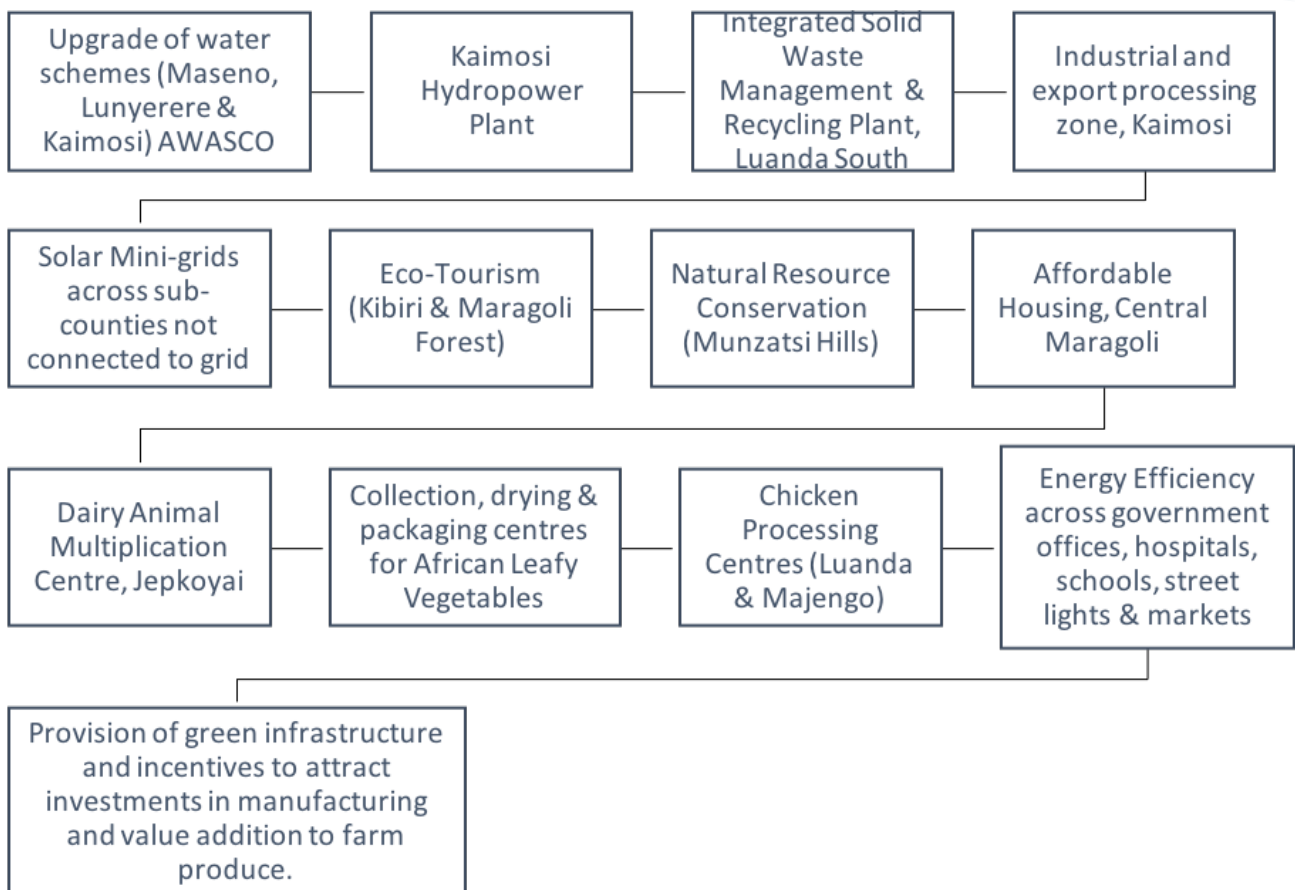 Upgrade of water
schemes (Maseno,
Lunyerere &
Kaimosi) AWASCO
Kaimosi
Hydropower
Plant
Integrated Solid
Waste
Management & 
Recycling Plant,
Luanda South
Industrial and
export processing
zone, Kaimosi
Solar Mini-grids
across sub-
counties not
connected to grid
Eco-Tourism
(Kibiri & Maragoli
Forest)
Natural Resource
Conservation
(Munzatsi Hills)
Affordable
Housing, Central
Maragoli
Dairy Animal
Multiplication
Centre, Jepkoyai
Collection, drying &
packaging centres
for African Leafy
Vegetables
Chicken
Processing
Centres (Luanda
& Majengo)
Energy Efficiency
across government
offices, hospitals,
schools, street
lights & markets
Provision of green infrastructure
and incentives to attract
investments in manufacturing
and value addition to farm
produce.